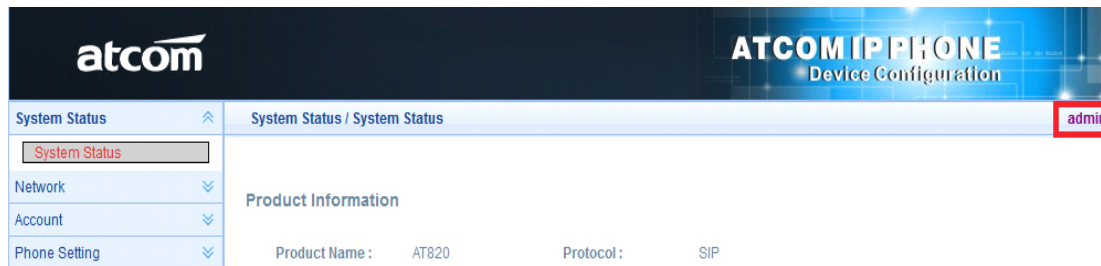 atcom
ATCOM IP PHONE
Device Configuration
System Status
System Status / System Status
System Status
Network
Account
Phone Setting
Product Information
Product Name : AT820 Protocol : SIP